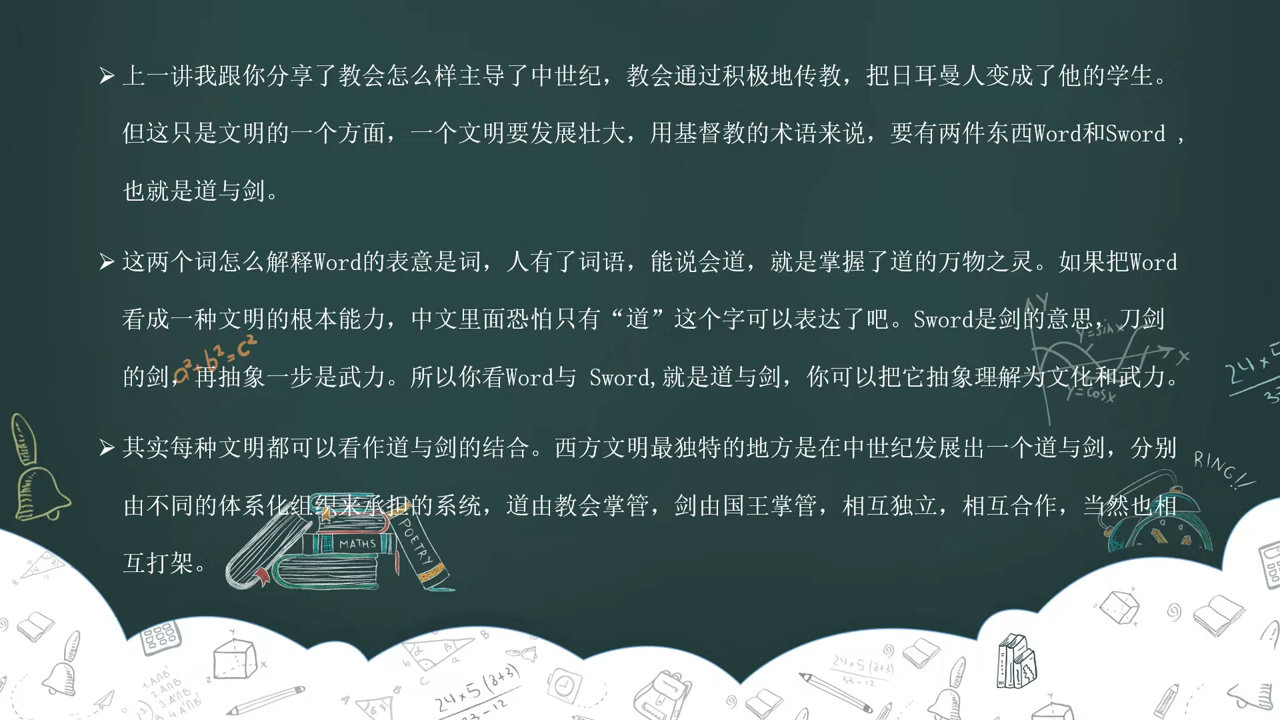 ➢ 上一讲我跟你分享了教会怎么样主导了中世纪，教会通过积极地传教，把日耳曼人变成了他的学生。
但这只是文明的一个方面，一个文明要发展壮大，用基督教的术语来说，要有两件东西Word和Sword ,
也就是道与剑。
➢ 这两个词怎么解释Word的表意是词，人有了词语，能说会道，就是掌握了道的万物之灵。如果把Word
看成一种文明的根本能力，中文里面恐怕只有“道”这个字可以表达了吧。Sword是剑的意思，刀剑
的剑，再抽象一步是武力。所以你看Word与 Sword,就是道与剑，你可以把它抽象理解为文化和武力。
➢ 其实每种文明都可以看作道与剑的结合。西方文明最独特的地方是在中世纪发展出一个道与剑，分别
由不同的体系化组织来承担的系统，道由教会掌管，剑由国王掌管，相互独立，相互合作，当然也相
互打架。
a²+b²=c²
Y
Y=sinx
X
Y=cosx
RING!!
MATHS
POETRY
24×5(3+3)
33-12